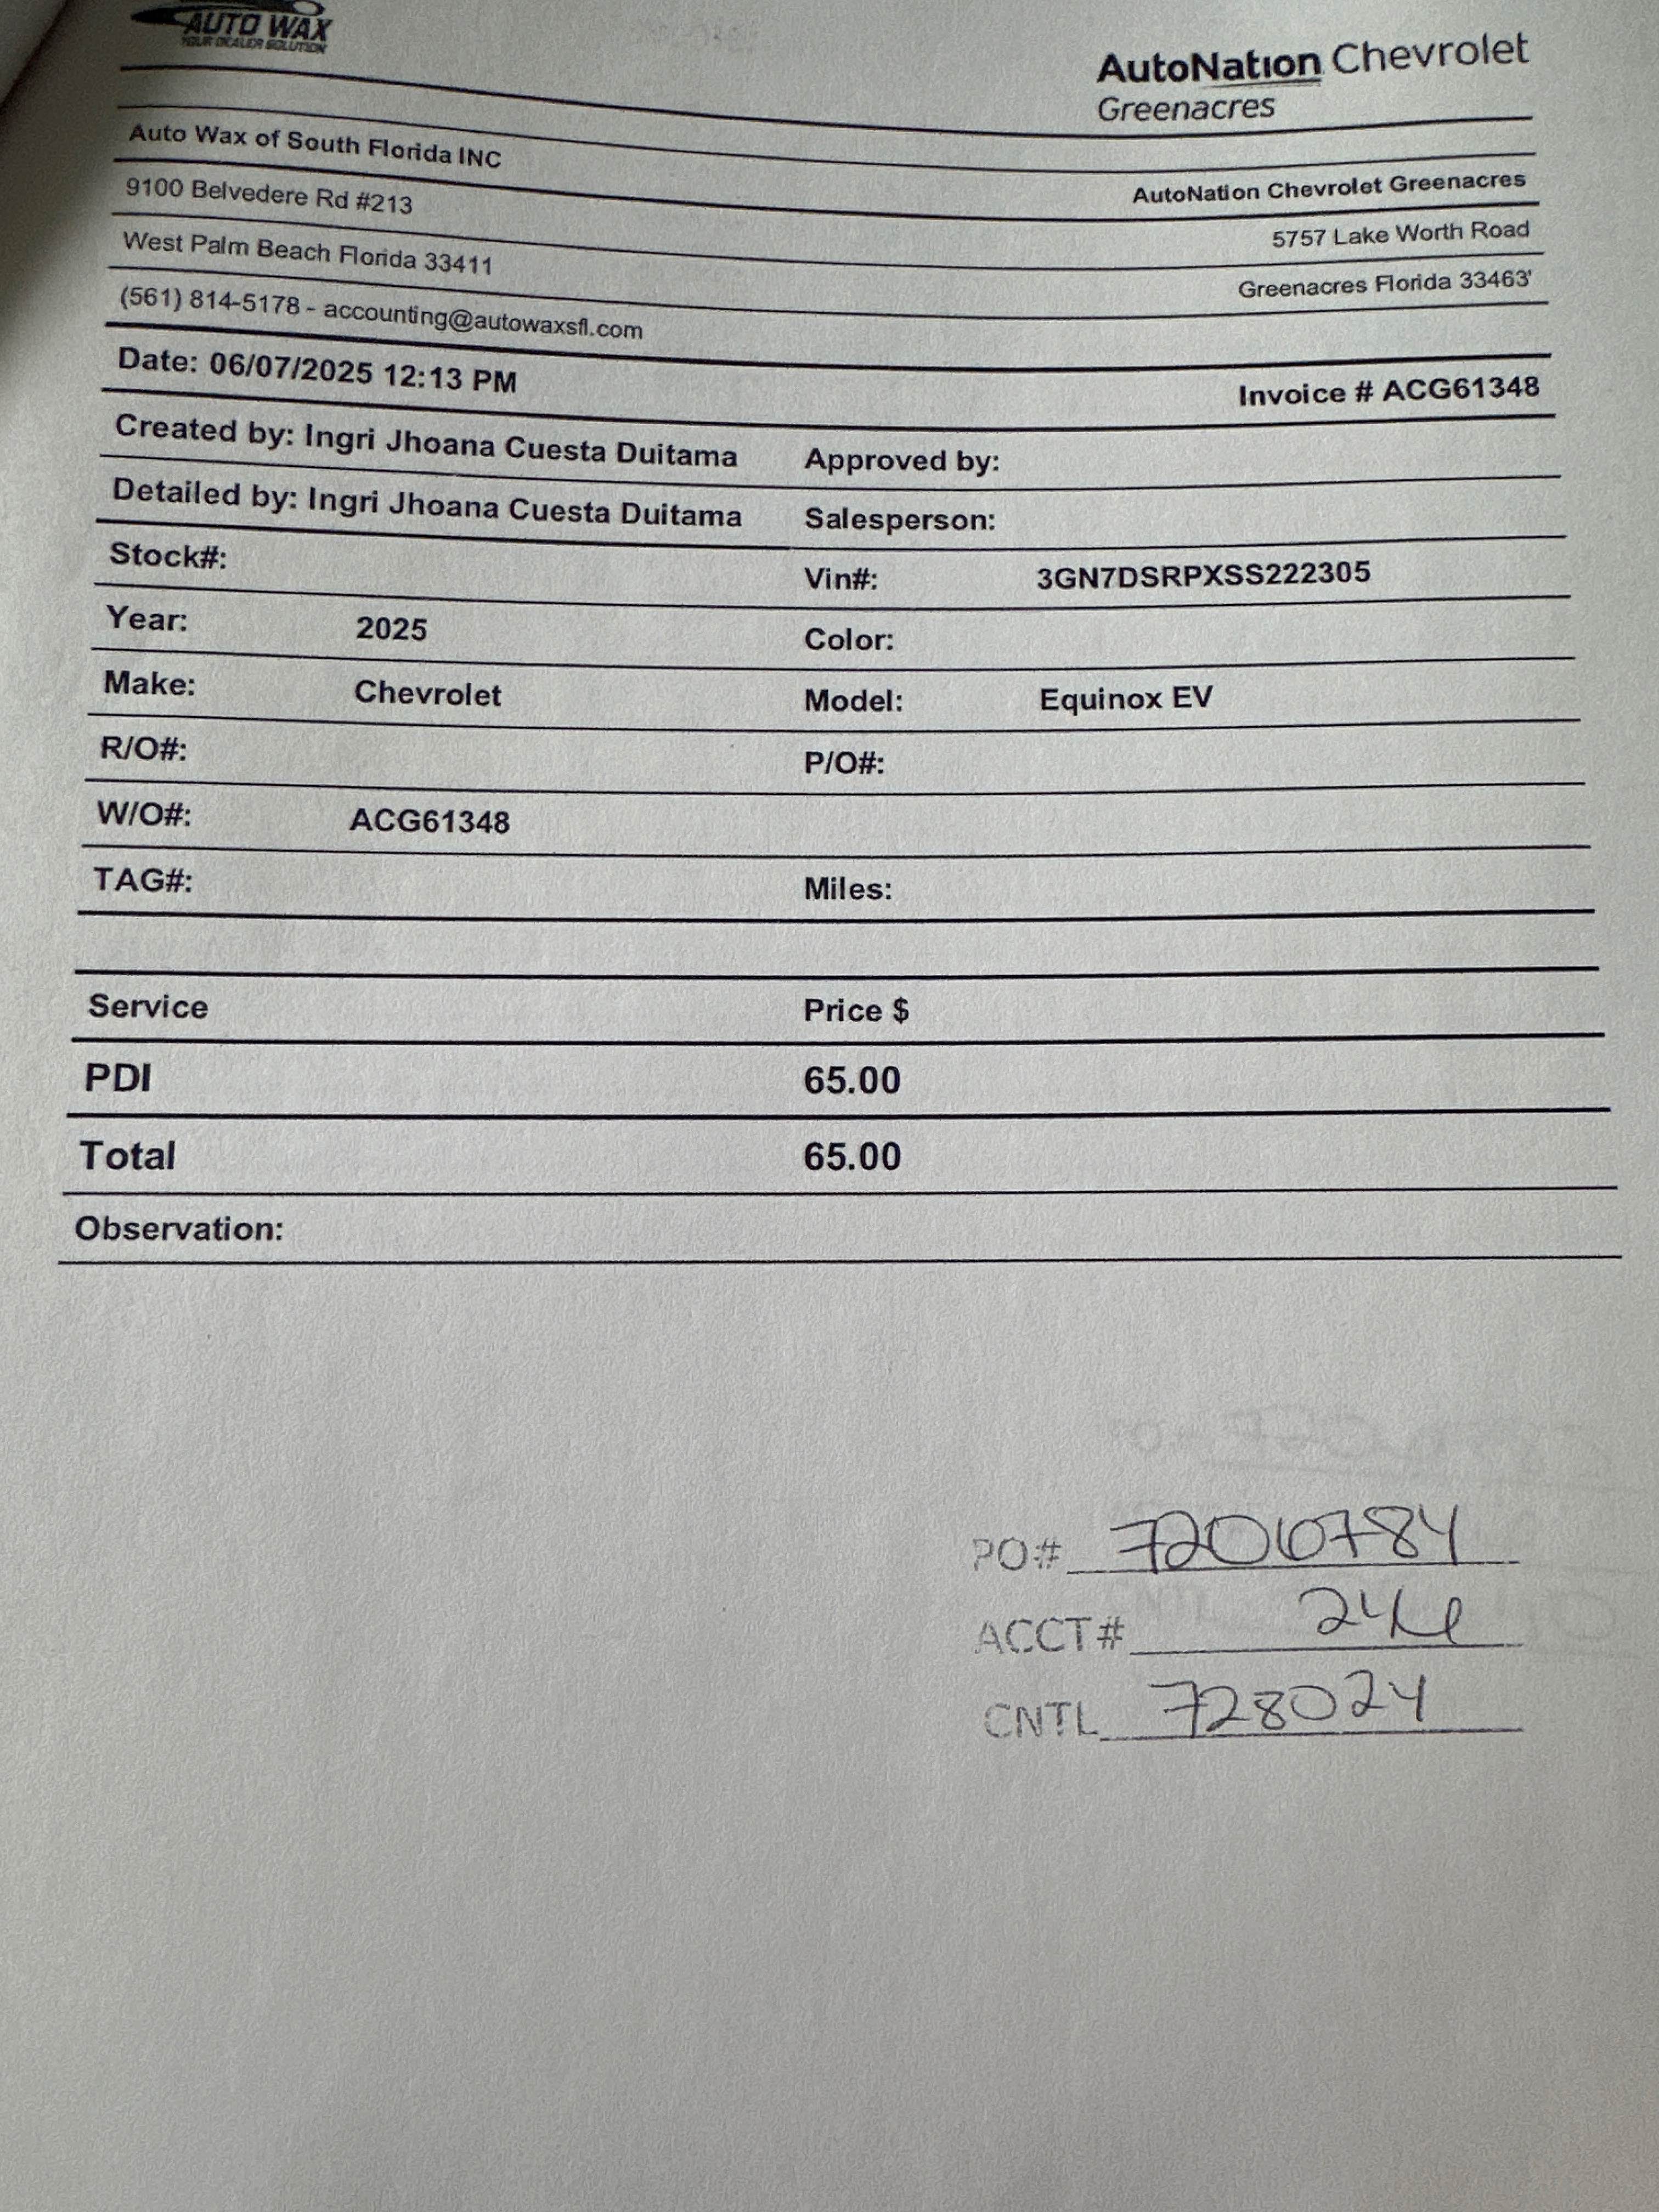 AUTO WAX
YOUR DEALER SOLUTION
AutoNation Chevrolet
Greenacres
Auto Wax of South Florida INC
AutoNation Chevrolet Greenacres
9100 Belvedere Rd #213
5757 Lake Worth Road
West Palm Beach Florida 33411
Greenacres Florida 33463'
(561) 814-5178 - accounting@autowaxsfl.com
Date: 06/07/2025 12:13 PM
Invoice # ACG61348
Created by: Ingri Jhoana Cuesta Duitama Approved by:
Detailed by: Ingri Jhoana Cuesta Duitama Salesperson:
Stock#: Vin#: 3GN7DSRPXSS222305
Year: 2025 Color:
Make: Chevrolet Model: Equinox EV
R/O#: P/O#:
W/O#: ACG61348
TAG#: Miles:
Service Price $
PDI 65.00
Total 65.00
Observation:
PO# 7206784
ACCT#
CNTL 728024